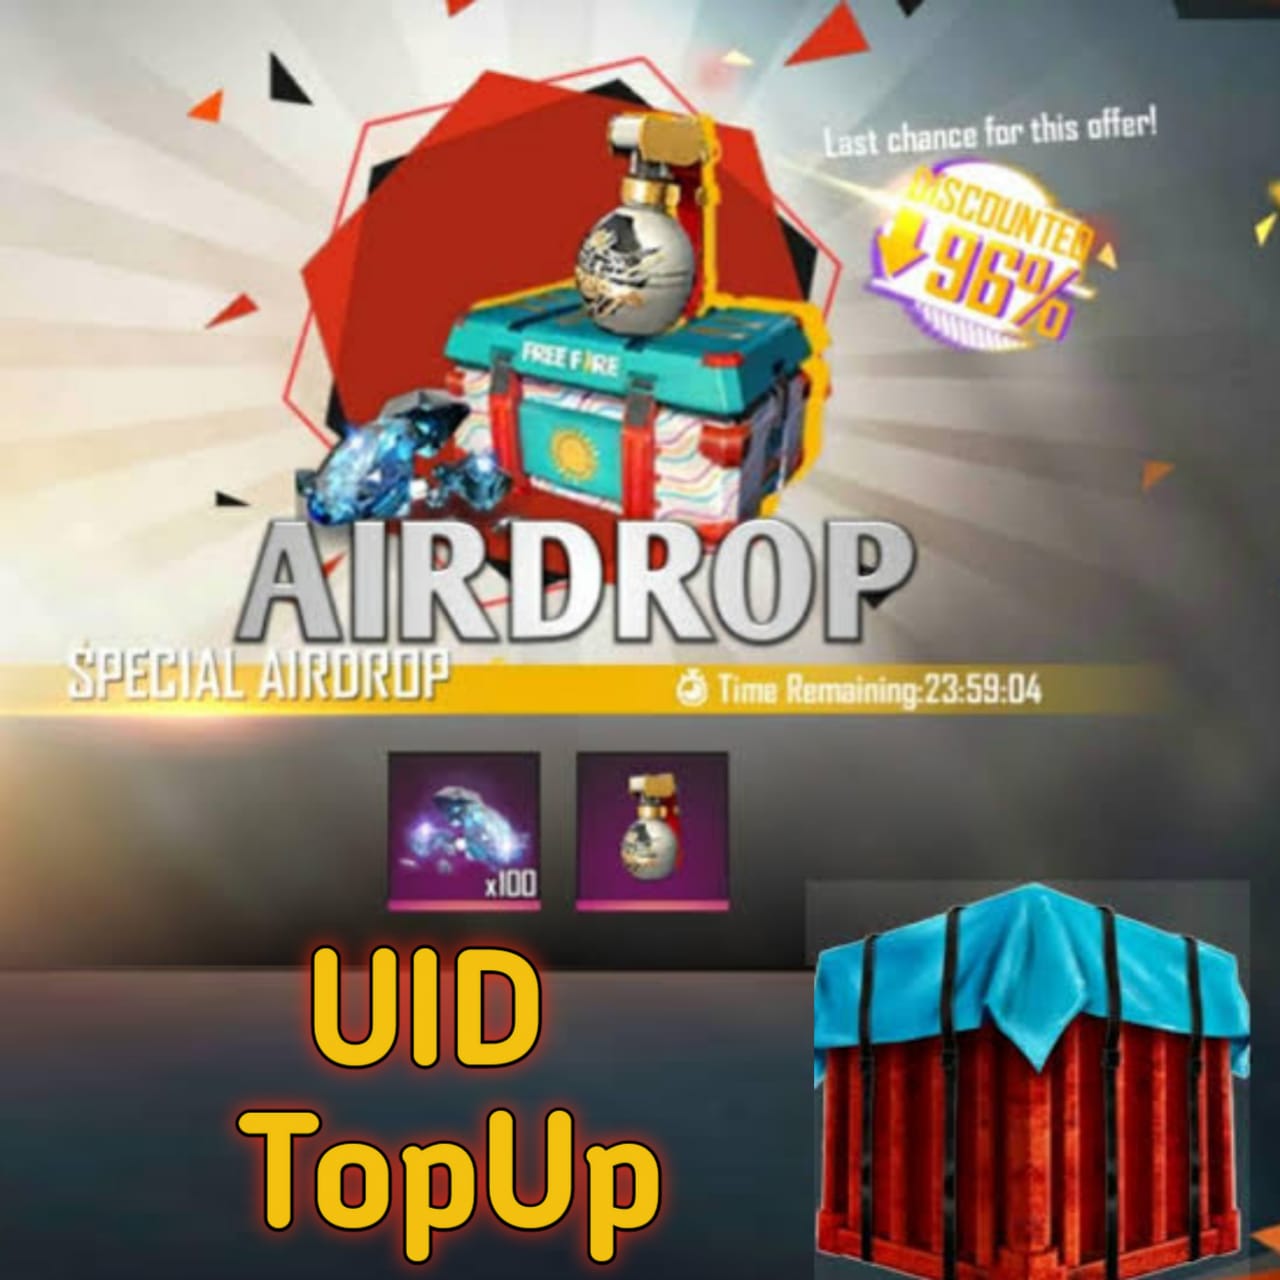 Last chance for this offer!
DISCOUNTED
96%
FREE FIRE
AIRDROP
SPECIAL AIRDROP
Time Remaining:23:59:04
x100
UID
TopUp